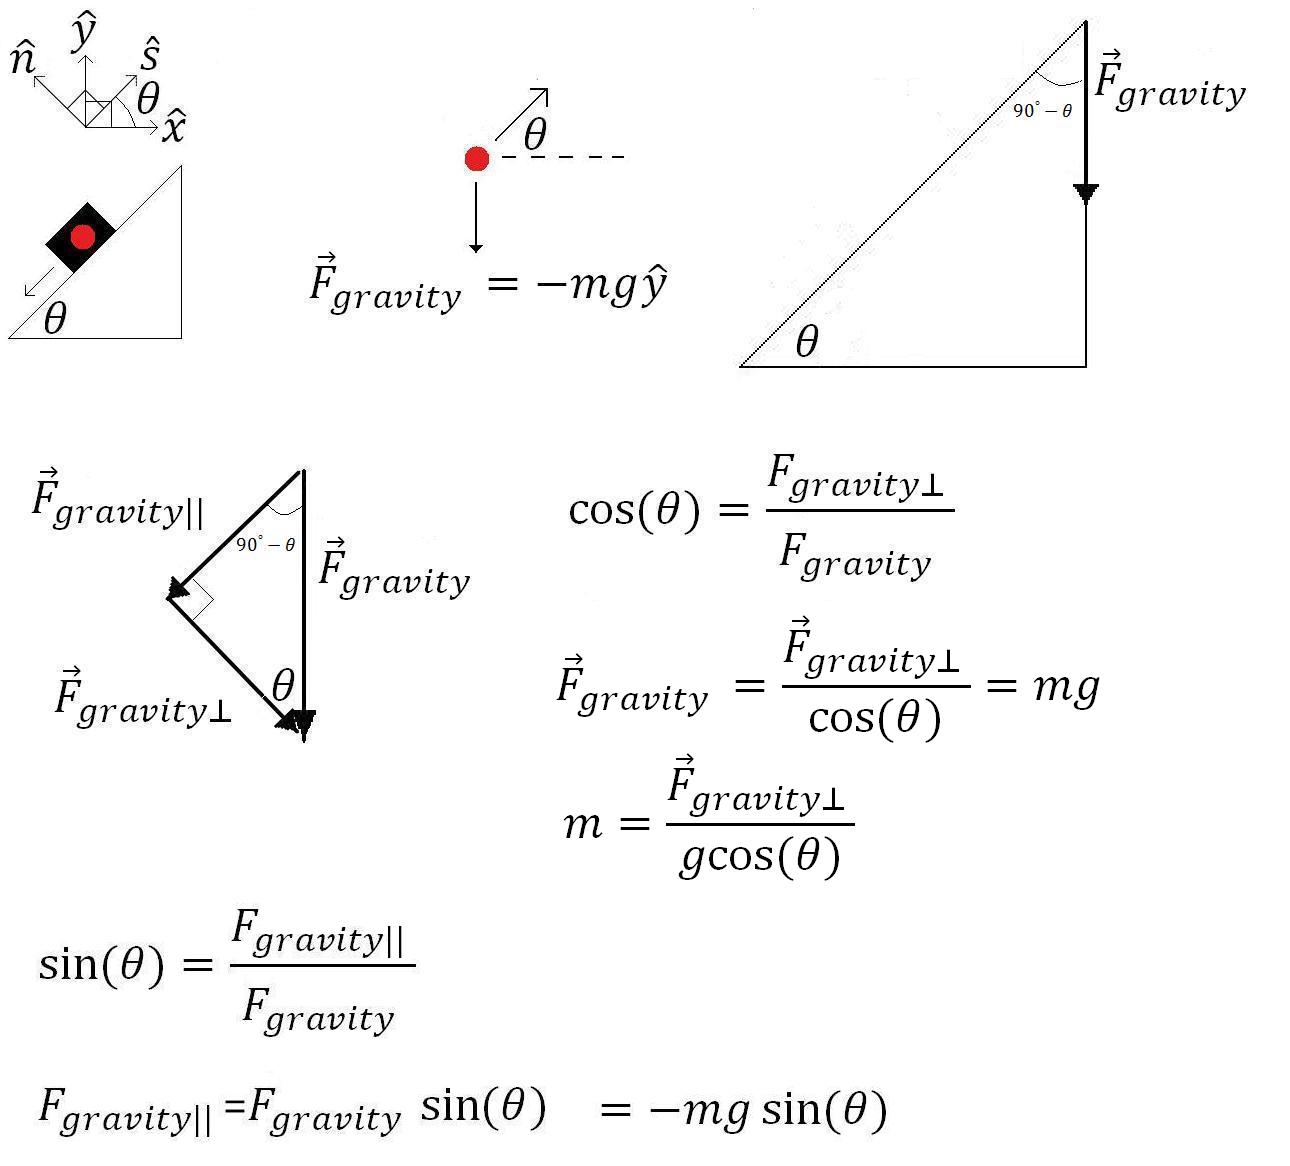 n̂ ŷ ŝ
θ x̂
θ
θ
F⃗gravity = −mgŷ
F⃗gravity
90° − θ
θ
F⃗gravity||
90° − θ
F⃗gravity
θ
F⃗gravity⊥
cos(θ) = Fgravity⊥ / Fgravity
F⃗gravity = F⃗gravity⊥ / cos(θ) = mg
m = F⃗gravity⊥ / gcos(θ)
sin(θ) = Fgravity|| / Fgravity
Fgravity|| =Fgravity sin(θ) = −mg sin(θ)